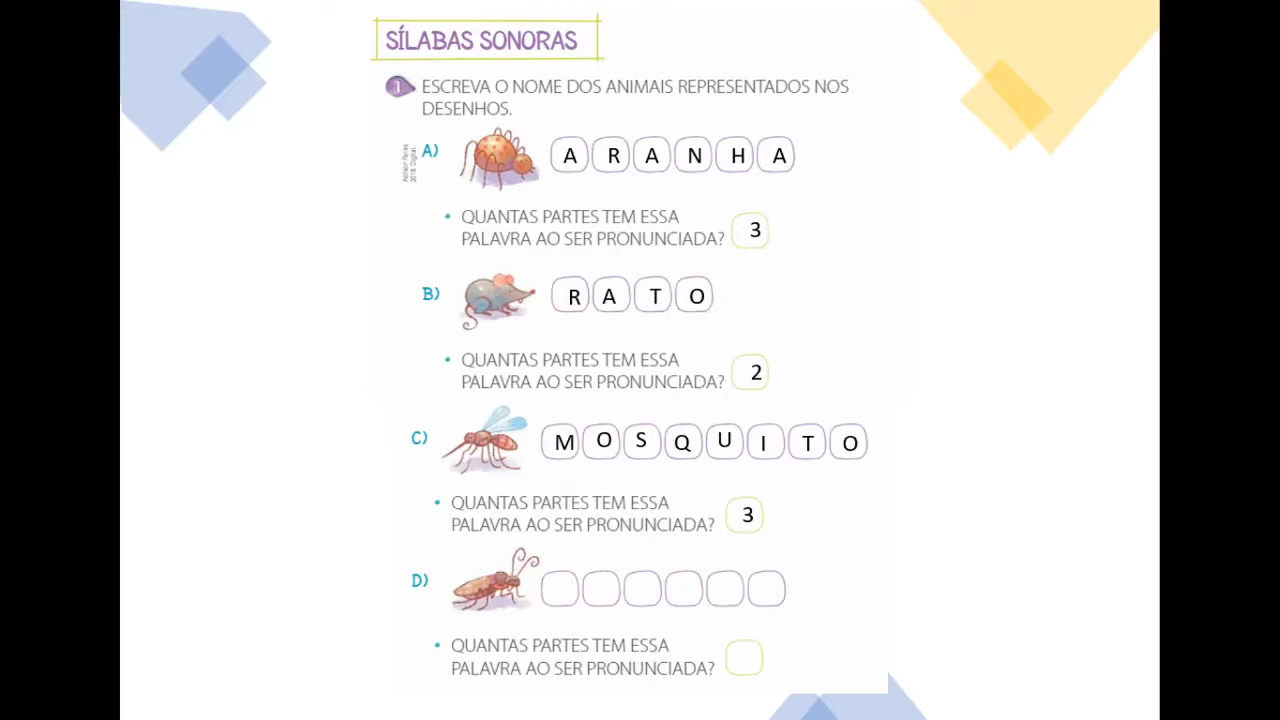 SÍLABAS SONORAS
1 ESCREVA O NOME DOS ANIMAIS REPRESENTADOS NOS
DESENHOS.
A) A R A N H A
• QUANTAS PARTES TEM ESSA
PALAVRA AO SER PRONUNCIADA? 3
B) R A T O
• QUANTAS PARTES TEM ESSA
PALAVRA AO SER PRONUNCIADA? 2
C) M O S Q U I T O
• QUANTAS PARTES TEM ESSA
PALAVRA AO SER PRONUNCIADA? 3
D)
• QUANTAS PARTES TEM ESSA
PALAVRA AO SER PRONUNCIADA?